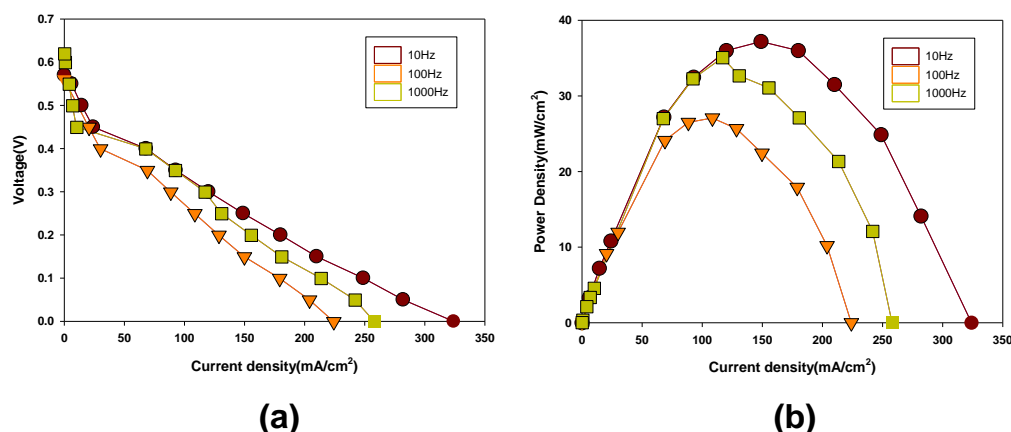 0.7
0.6
0.5
0.4
0.3
0.2
0.1
0.0
Voltage(V)
0 50 100 150 200 250 300 350
Current density(mA/cm²)
10Hz
100Hz
1000Hz
(a)
40
30
20
10
0
Power Density(mW/cm²)
0 50 100 150 200 250 300 350
Current density(mA/cm²)
10Hz
100Hz
1000Hz
(b)